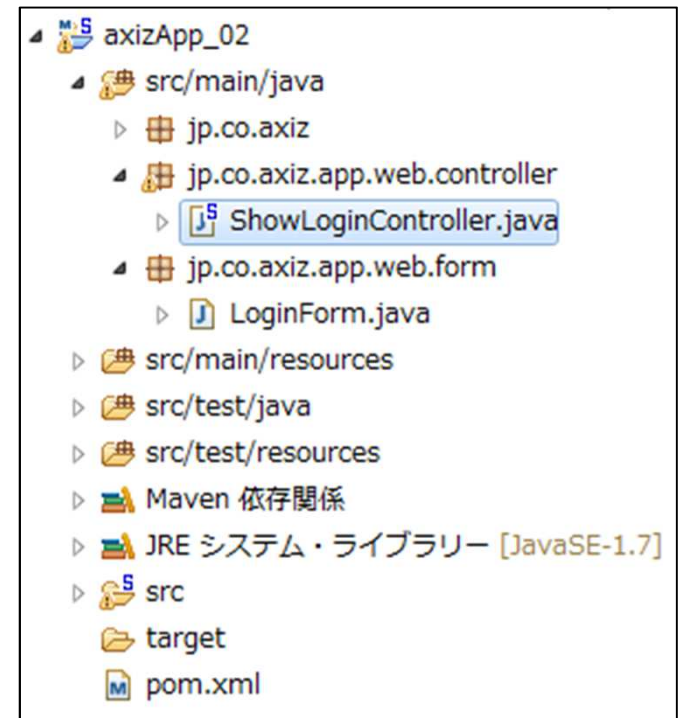 axizApp_02
src/main/java
jp.co.axiz
jp.co.axiz.app.web.controller
ShowLoginController.java
jp.co.axiz.app.web.form
LoginForm.java
src/main/resources
src/test/java
src/test/resources
Maven 依存関係
JRE システム・ライブラリー [JavaSE-1.7]
src
target
pom.xml